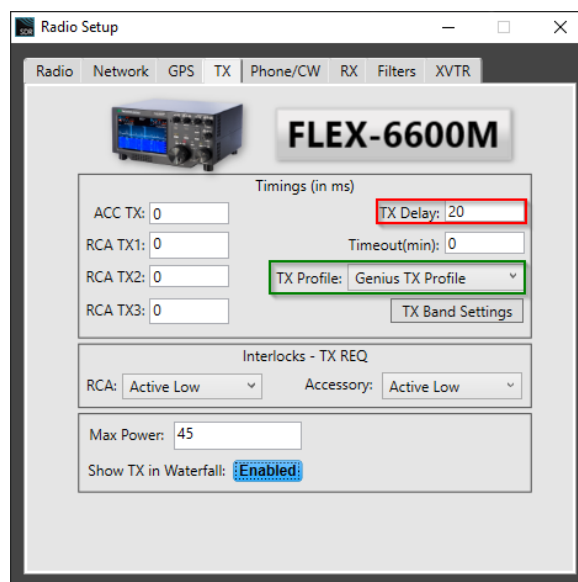 SDR Radio Setup
Radio Network GPS TX Phone/CW RX Filters XVTR
FLEX-6600M
Timings (in ms)
ACC TX: 0 TX Delay: 20
RCA TX1: 0 Timeout(min): 0
RCA TX2: 0 TX Profile: Genius TX Profile
RCA TX3: 0 TX Band Settings
Interlocks - TX REQ
RCA: Active Low Accessory: Active Low
Max Power: 45
Show TX in Waterfall: Enabled